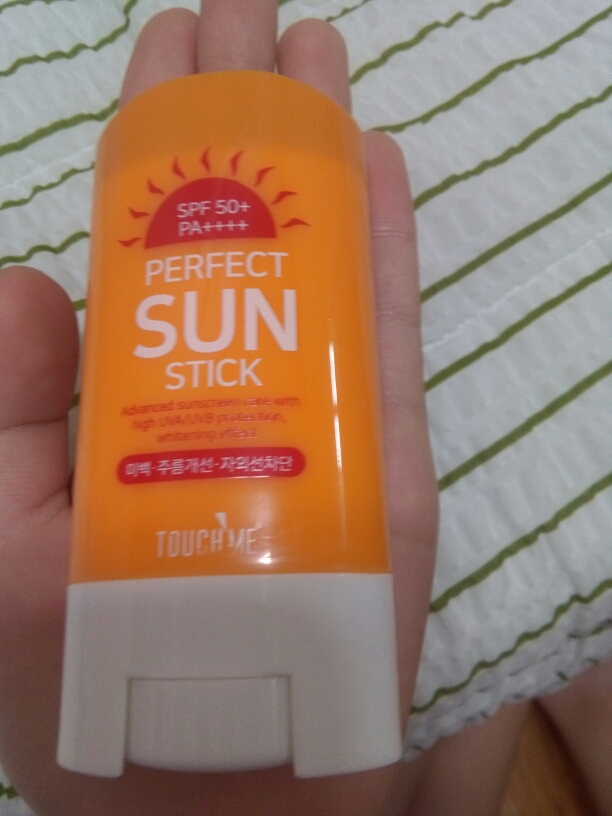 SPF 50+
PA++++
PERFECT
SUN
STICK
Advanced sunscreen care with
high UVA/UVB protection,
whitening effect
미백·주름개선·자외선차단
TOUCH ME